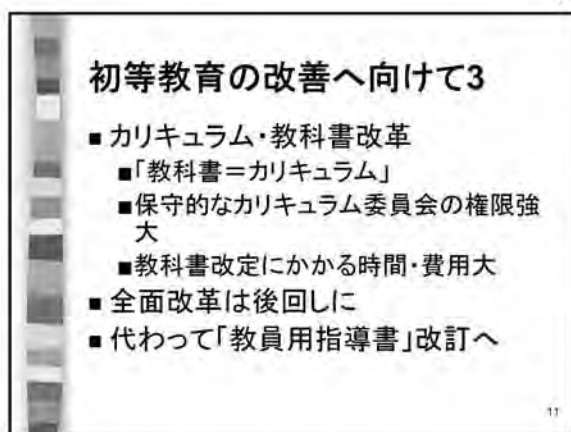 初等教育の改善へ向けて3
■ カリキュラム・教科書改革
■「教科書＝カリキュラム」
■保守的なカリキュラム委員会の権限強
大
■教科書改定にかかる時間・費用大
■ 全面改革は後回しに
■ 代わって「教員用指導書」改訂へ
11